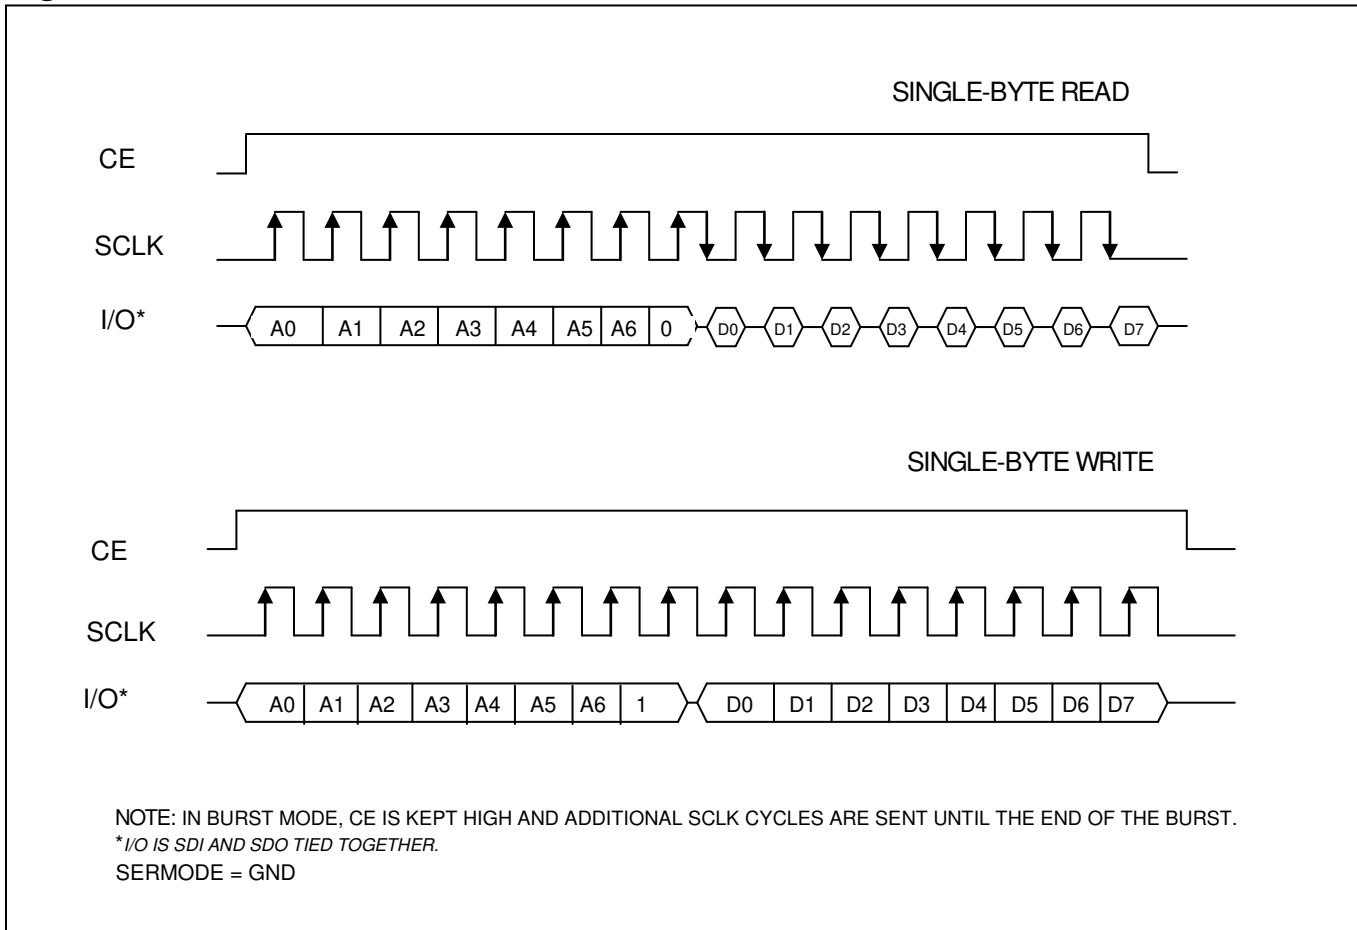 SINGLE-BYTE READ
CE
SCLK
I/O*
A0 A1 A2 A3 A4 A5 A6 0 D0 D1 D2 D3 D4 D5 D6 D7
SINGLE-BYTE WRITE
CE
SCLK
I/O*
A0 A1 A2 A3 A4 A5 A6 1 D0 D1 D2 D3 D4 D5 D6 D7
NOTE: IN BURST MODE, CE IS KEPT HIGH AND ADDITIONAL SCLK CYCLES ARE SENT UNTIL THE END OF THE BURST.
*I/O IS SDI AND SDO TIED TOGETHER.
SERMODE = GND